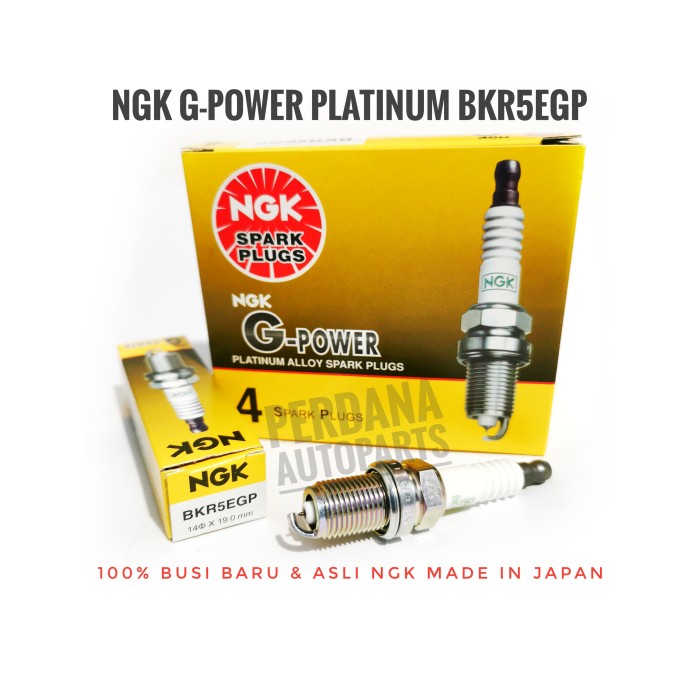 NGK G-POWER PLATINUM BKR5EGP
NGK
SPARK
PLUGS
NGK
G-POWER
PLATINUM ALLOY SPARK PLUGS
4 SPARK PLUGS
NGK
PERDANA
AUTOPARTS
NGK
NGK
BKR5EGP
14Φ X 19.0 mm
100% BUSI BARU & ASLI NGK MADE IN JAPAN